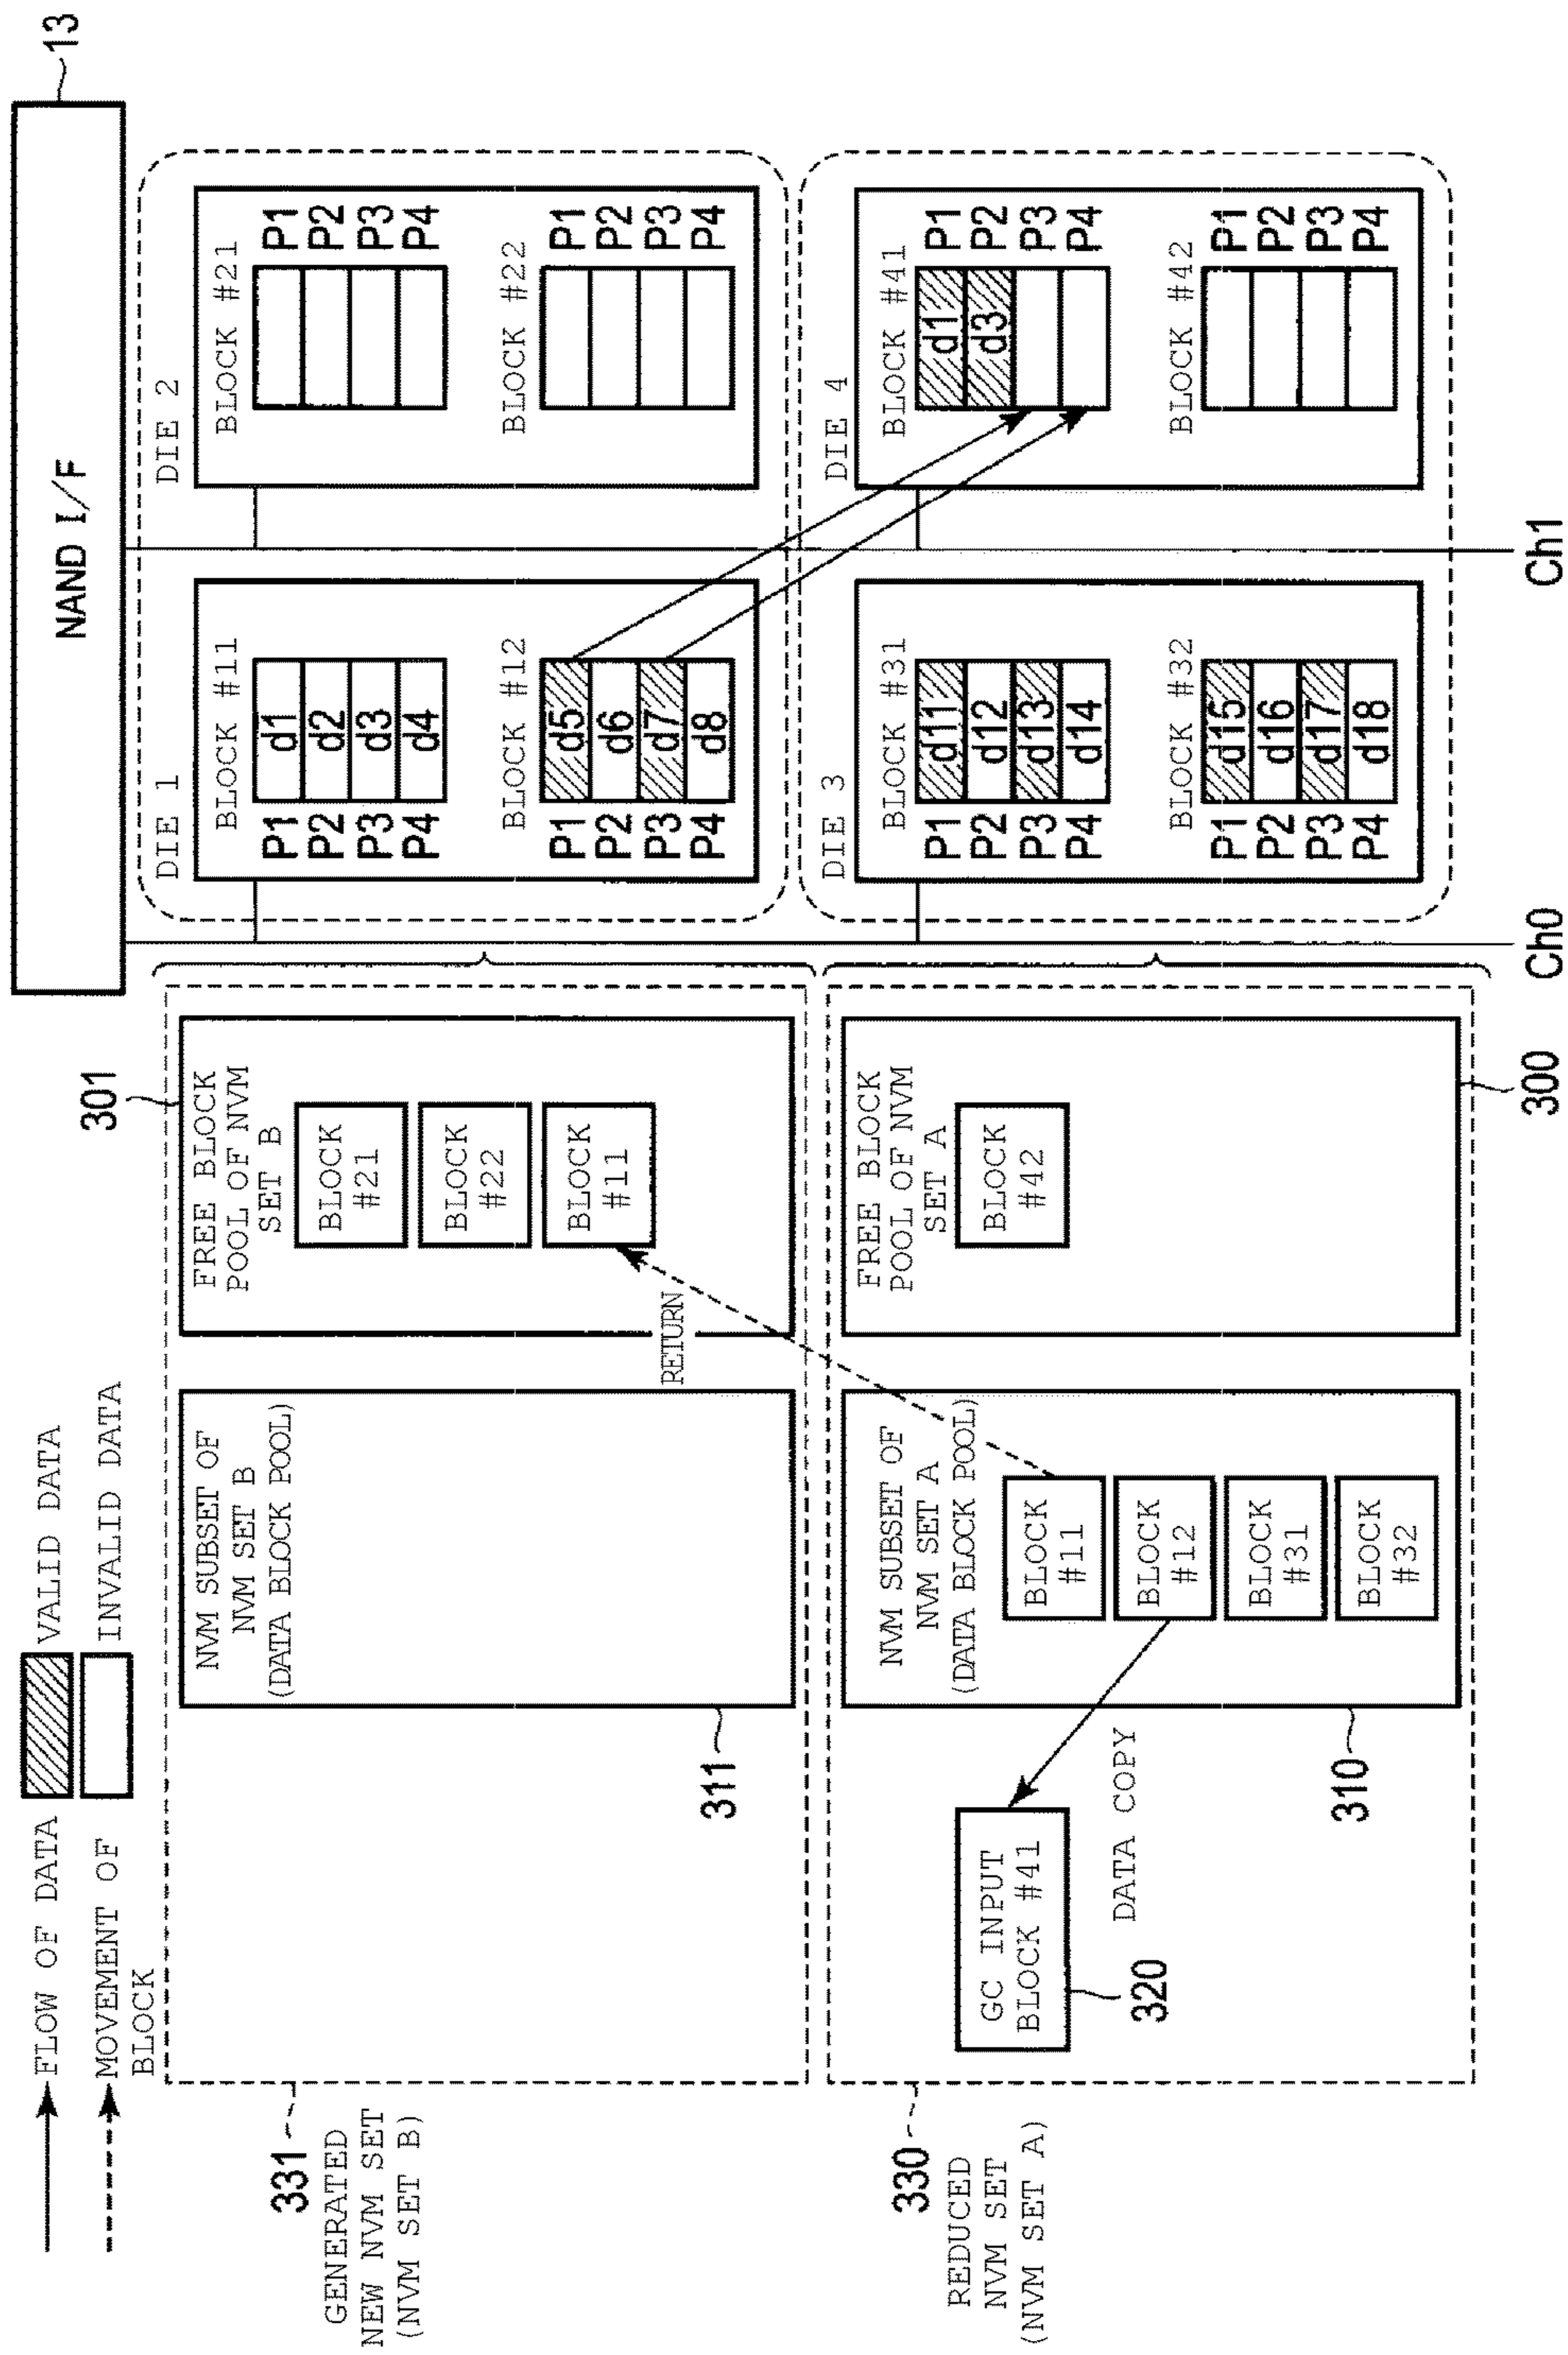 FLOW OF DATA
MOVEMENT OF
BLOCK
VALID DATA
INVALID DATA
NAND I/F
13
331
GENERATED
NEW NVM SET
(NVM SET B)
311
NVM SUBSET OF
NVM SET B
(DATA BLOCK POOL)
301
FREE BLOCK
POOL OF NVM
SET B
BLOCK
#21
BLOCK
#22
BLOCK
#11
RETURN
DIE 1
BLOCK #11
P1 d1
P2 d2
P3 d3
P4 d4
BLOCK #12
P1 d5
P2 d6
P3 d7
P4 d8
DIE 2
BLOCK #21
P1
P2
P3
P4
BLOCK #22
P1
P2
P3
P4
330
REDUCED
NVM SET
(NVM SET A)
GC INPUT
BLOCK #41
320
DATA COPY
310
NVM SUBSET OF
NVM SET A
(DATA BLOCK POOL)
BLOCK
#11
BLOCK
#12
BLOCK
#31
BLOCK
#32
FREE BLOCK
POOL OF NVM
SET A
BLOCK
#42
300
DIE 3
BLOCK #31
P1 d11
P2 d12
P3 d13
P4 d14
BLOCK #32
P1 d15
P2 d16
P3 d17
P4 d18
DIE 4
BLOCK #41
d1 P1
d3 P2
P3
P4
BLOCK #42
P1
P2
P3
P4
Ch0
Ch1